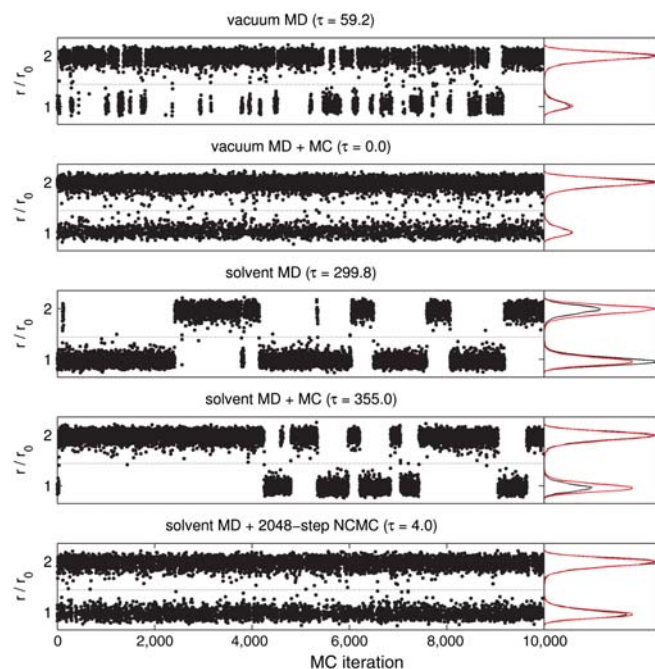 vacuum MD (τ = 59.2)
r / r0
2
1
vacuum MD + MC (τ = 0.0)
r / r0
2
1
solvent MD (τ = 299.8)
r / r0
2
1
solvent MD + MC (τ = 355.0)
r / r0
2
1
solvent MD + 2048−step NCMC (τ = 4.0)
r / r0
2
1
0 2,000 4,000 6,000 8,000 10,000
MC iteration